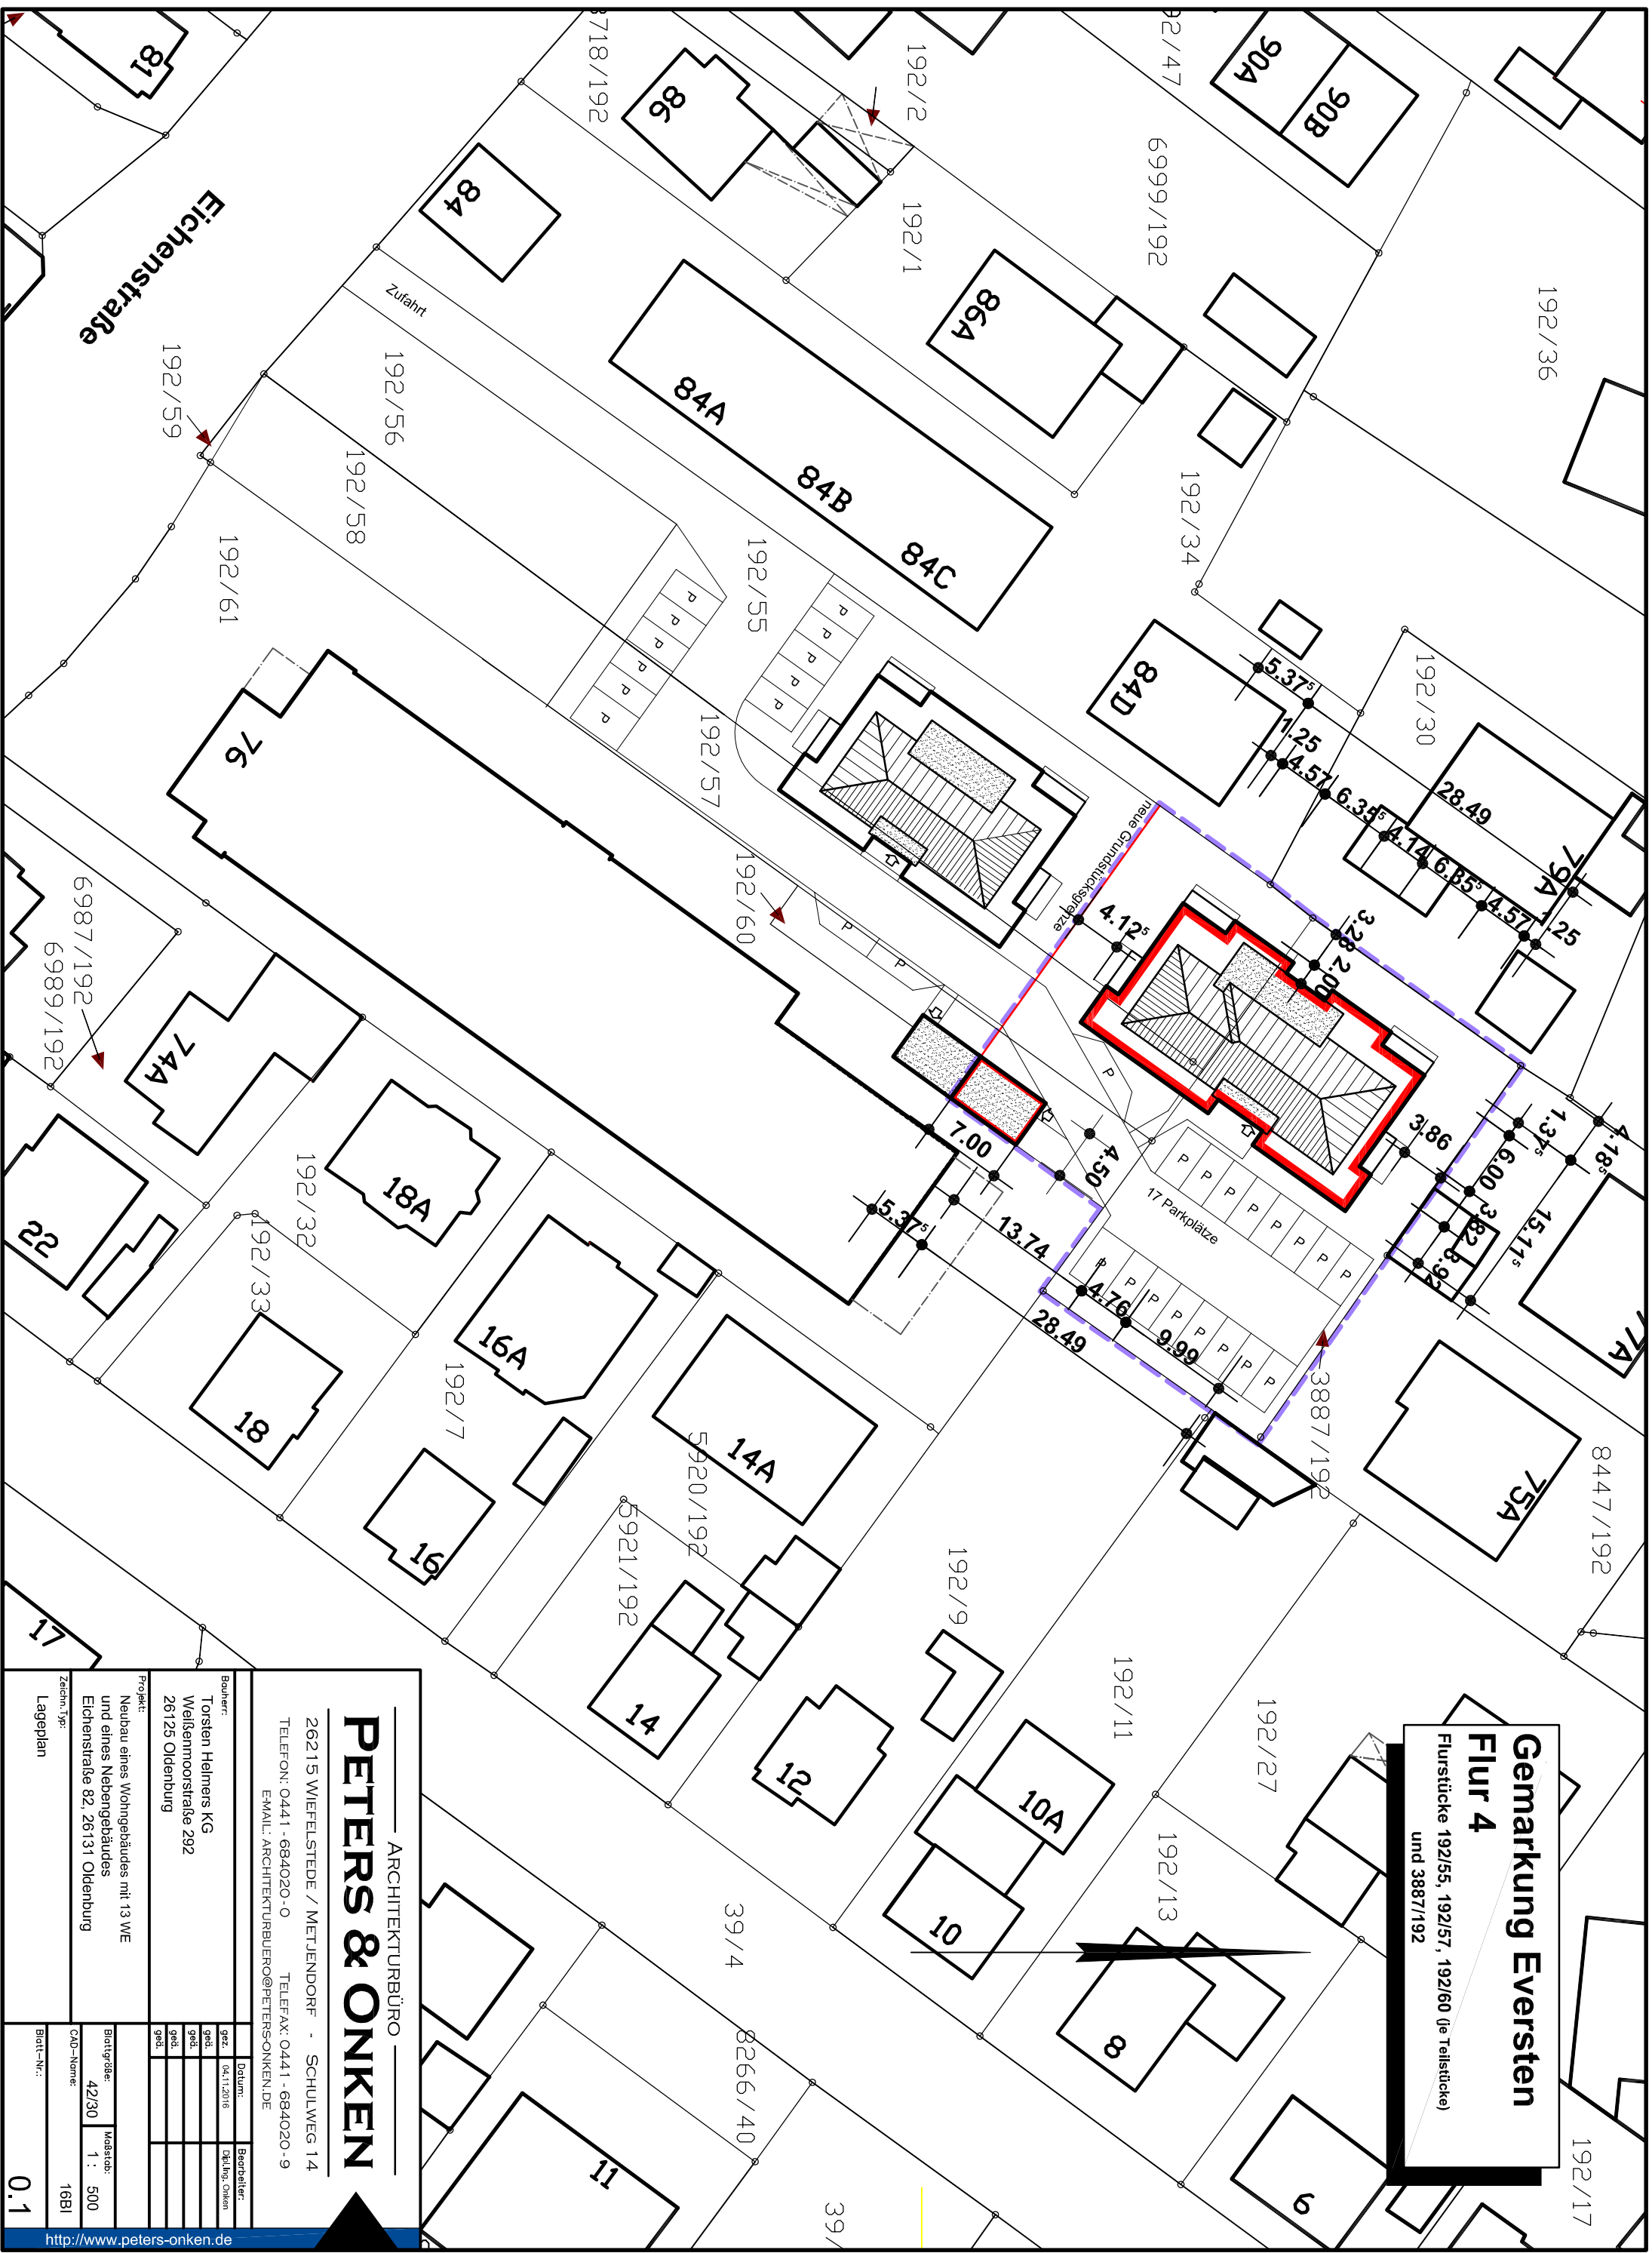 Gemarkung Eversten
Flur 4
Flurstücke 192/55, 192/57, 192/60 (je Teilstücke)
und 3887/192
192/17
192/36
8447/192
77A
75A
79A
192/30
192/27
192/47
6999/192
192/34
90A
90B
192/2
192/1
718/192
86
86A
84
84A
84B
84C
84D
81
Eichenstraße
Zufahrt
192/59
192/56
192/58
192/61
192/55
192/57
192/60
neue Grundstücksgrenze
5.37⁵
1.25
4.57
6.35⁵
4.14
6.35⁵
4.57
1.25
28.49
4.12⁵
3.28
2.00
3.86
4.18⁵
1.37⁵
6.00
15.11⁵
3.82
8.92
7.00
4.50
5.37⁵
13.74
4.76
9.99
28.49
17 Parkplätze
P P P P P P
P P P P P
P P
P
P P P P P P P P
P P P P P P P P
3887/192
76
6987/192
6989/192
74A
22
18A
192/32
192/33
18
16A
192/7
16
14A
5920/192
5921/192
14
12
192/9
192/11
10A
10
192/13
8
6
39/4
8266/40
39/
11
17
ARCHITEKTURBÜRO
PETERS & ONKEN
26215 WIEFELSTEDE / METJENDORF - SCHULWEG 14
TELEFON: 0441 - 684020-0 TELEFAX: 0441 - 684020-9
E-MAIL: ARCHITEKTURBUERO@PETERS-ONKEN.DE
Bauherr:
Torsten Helmers KG
Weißenmoorstraße 292
26125 Oldenburg
Datum: Bearbeiter:
gez. 04.11.2016 Dipl.Ing. Onken
geä.
geä.
geä.
geä.
Projekt:
Neubau eines Wohngebäudes mit 13 WE
und eines Nebengebäudes
Eichenstraße 82, 26131 Oldenburg
Blattgröße: 42/30
Maßstab: 1 : 500
CAD-Name: 16BI
Zeichn.Typ:
Lageplan
Blatt-Nr.: 0.1
http://www.peters-onken.de